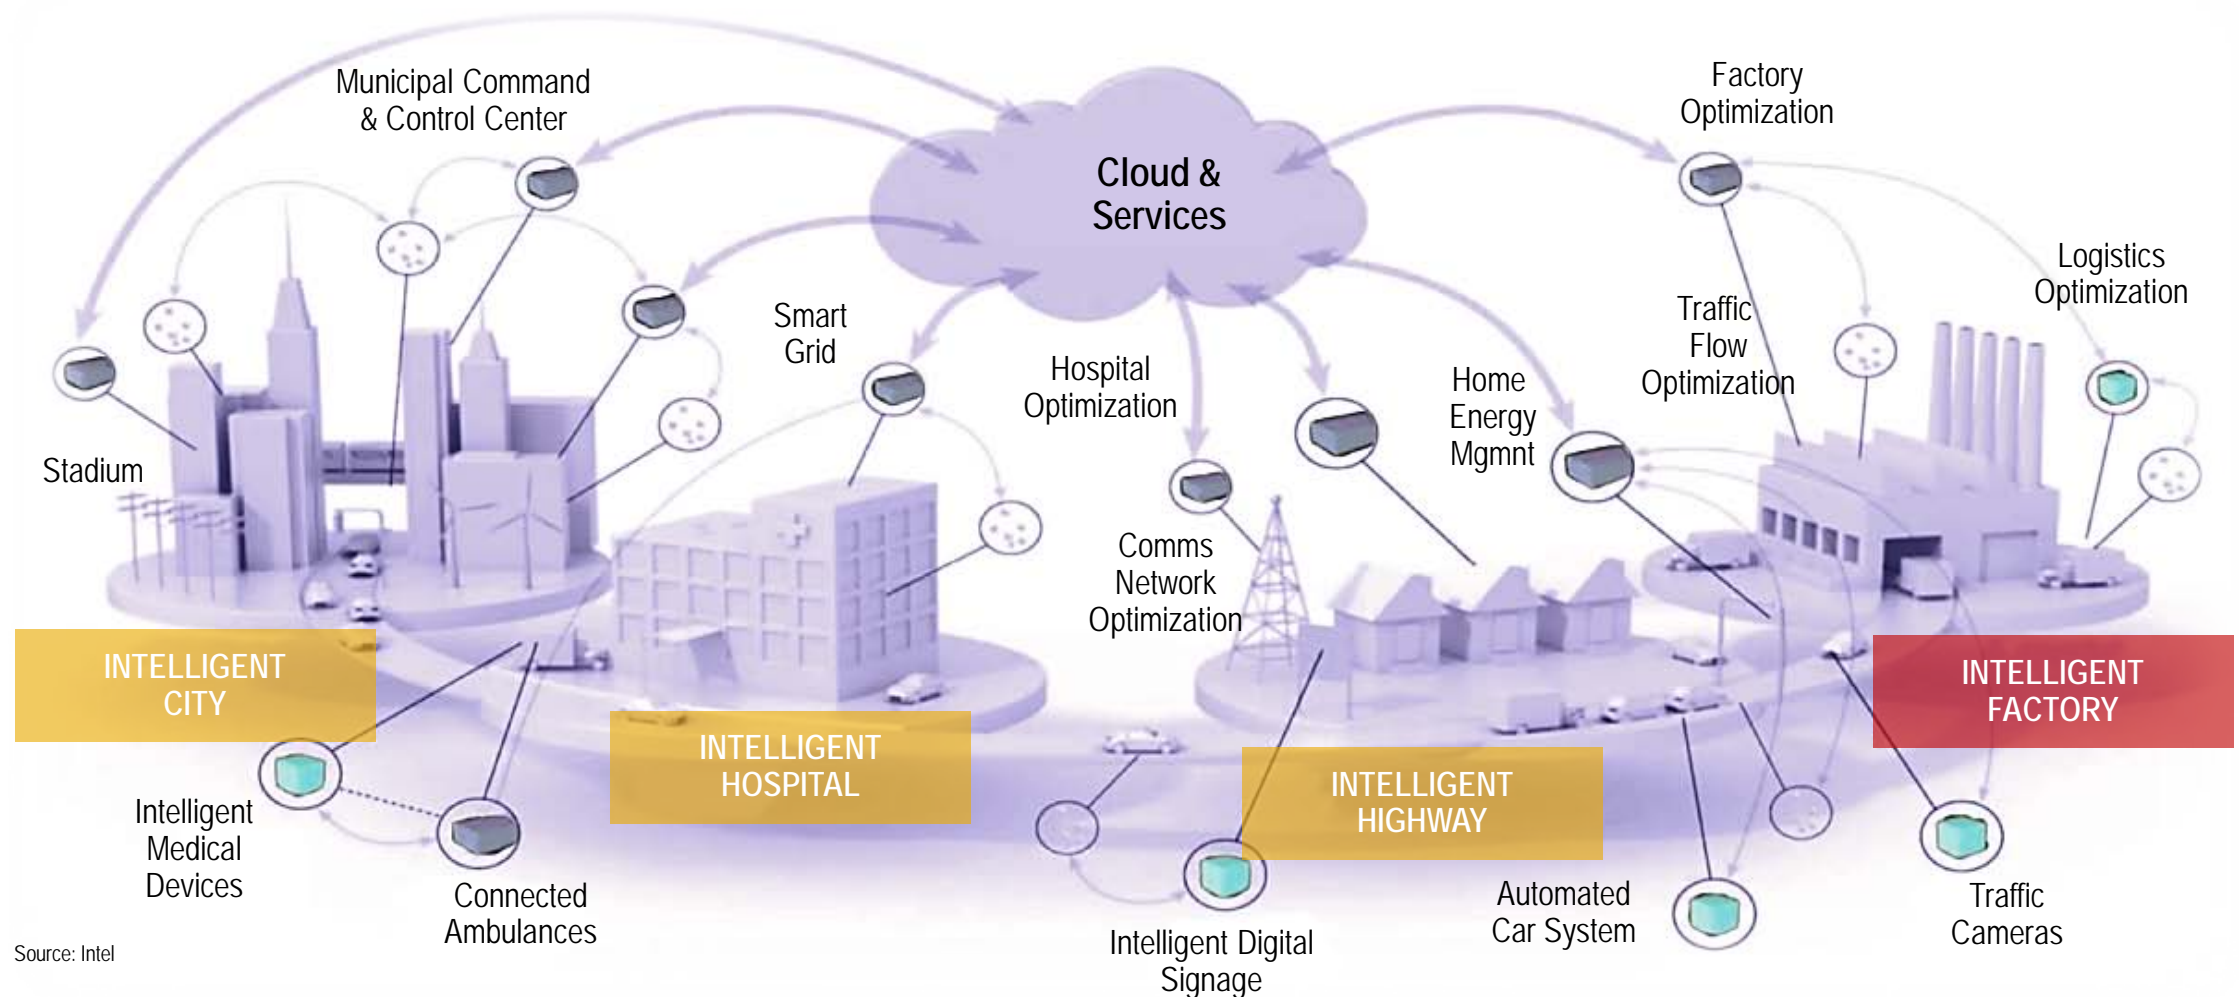 Municipal Command
& Control Center
Factory
Optimization
Cloud &
Services
Logistics
Optimization
Smart
Grid
Traffic
Flow
Optimization
Hospital
Optimization
Home
Energy
Mgmnt
Stadium
Comms
Network
Optimization
INTELLIGENT
CITY
INTELLIGENT
HOSPITAL
INTELLIGENT
HIGHWAY
INTELLIGENT
FACTORY
Intelligent
Medical
Devices
Connected
Ambulances
Intelligent Digital
Signage
Automated
Car System
Traffic
Cameras
Source: Intel